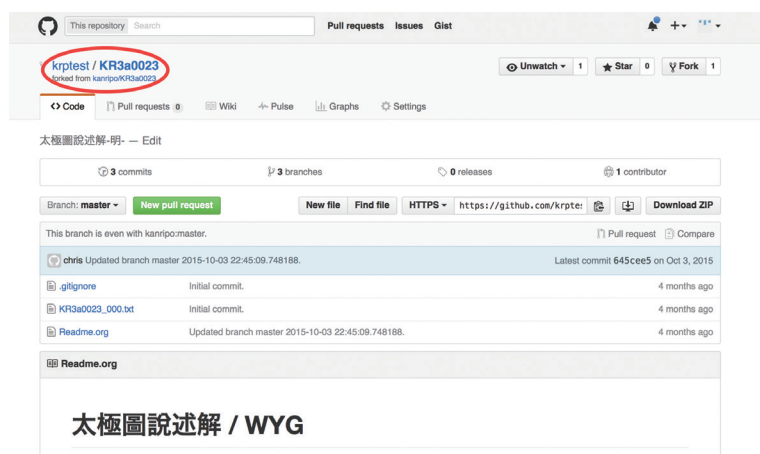 This repository Search Pull requests Issues Gist
krptest / KR3a0023
forked from kanripo/KR3a0023
Unwatch 1 Star 0 Fork 1
Code Pull requests 0 Wiki Pulse Graphs Settings
太極圖說述解-明- — Edit
3 commits 3 branches 0 releases 1 contributor
Branch: master New pull request New file Find file HTTPS https://github.com/krptes Download ZIP
This branch is even with kanripo:master. Pull request Compare
chris Updated branch master 2015-10-03 22:45:09.748188. Latest commit 645cee5 on Oct 3, 2015
.gitignore Initial commit. 4 months ago
KR3a0023_000.txt Initial commit. 4 months ago
Readme.org Updated branch master 2015-10-03 22:45:09.748188. 4 months ago
Readme.org
太極圖說述解 / WYG